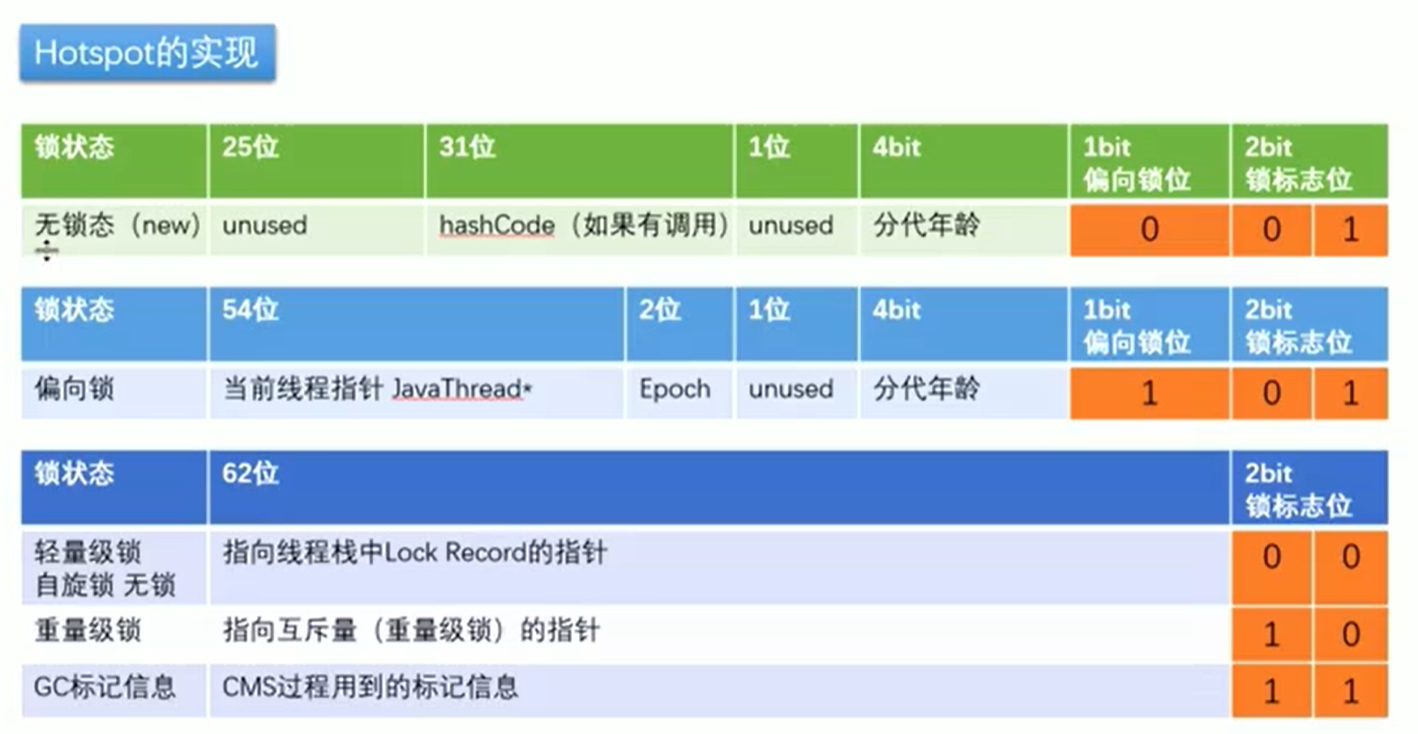 Hotspot的实现
锁状态 25位 31位 1位 4bit 1bit 2bit
偏向锁位 锁标志位
无锁态（new） unused hashCode（如果有调用） unused 分代年龄 0 0 1
锁状态 54位 2位 1位 4bit 1bit 2bit
偏向锁位 锁标志位
偏向锁 当前线程指针 JavaThread* Epoch unused 分代年龄 1 0 1
锁状态 62位 2bit
锁标志位
轻量级锁 指向线程栈中Lock Record的指针 0 0
自旋锁 无锁
重量级锁 指向互斥量（重量级锁）的指针 1 0
GC标记信息 CMS过程用到的标记信息 1 1